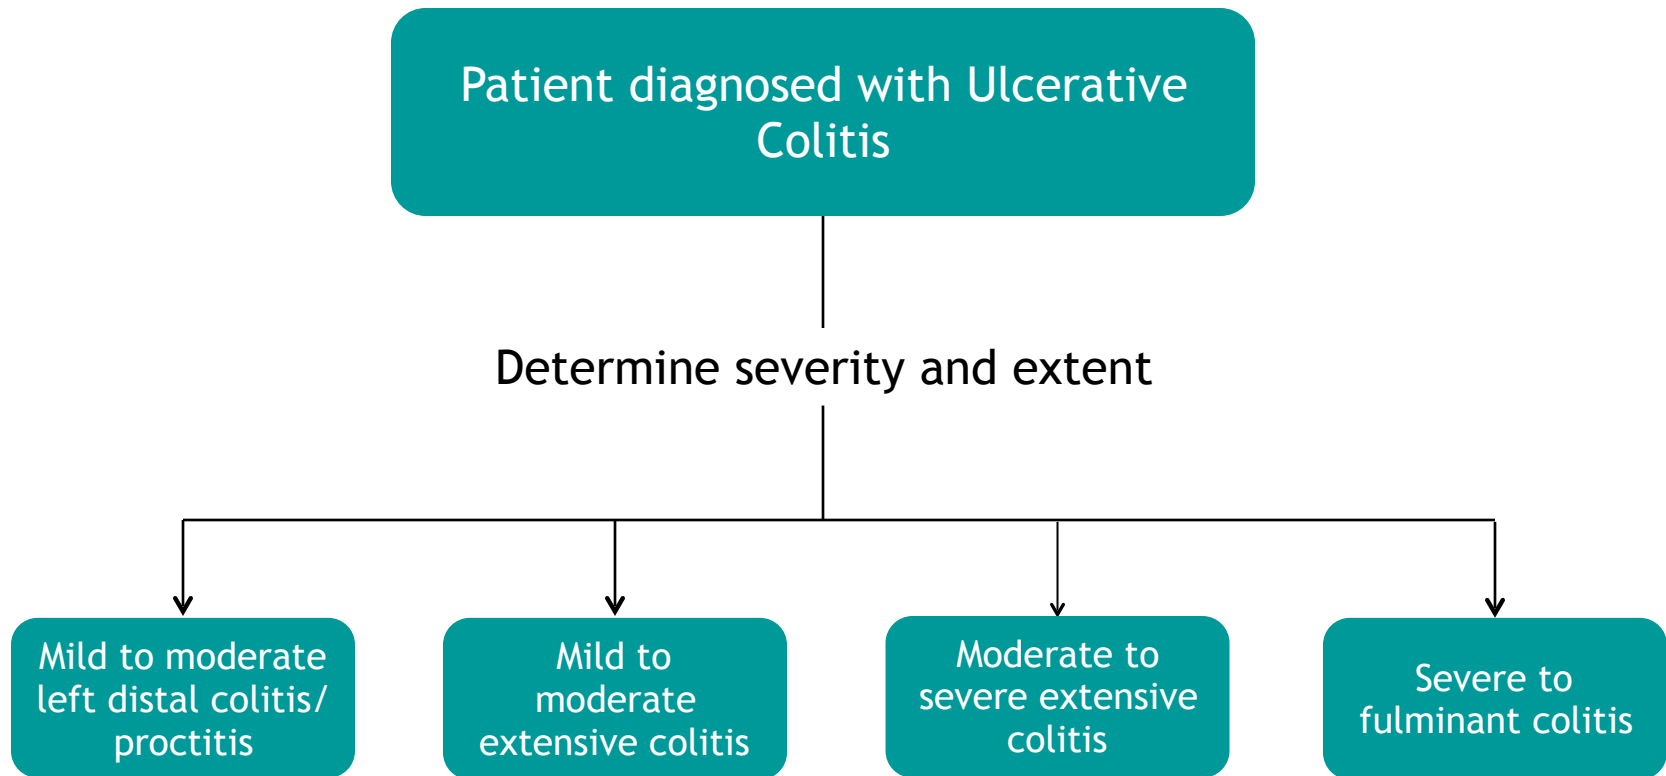 Patient diagnosed with Ulcerative
Colitis
Determine severity and extent
Mild to moderate
left distal colitis/
proctitis
Mild to
moderate
extensive colitis
Moderate to
severe extensive
colitis
Severe to
fulminant colitis